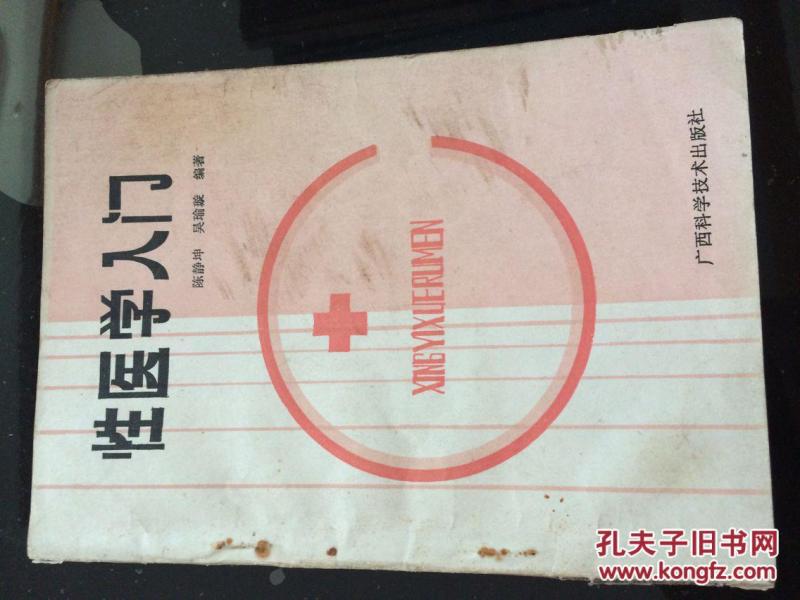 性医学入门
陈静坤 吴瑜璇 编著
XINGYIXUERUMEN
广西科学技术出版社
孔夫子旧书网
www.kongfz.com